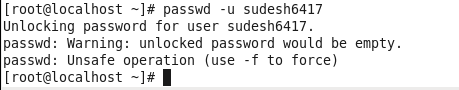 [root@localhost ~]# passwd -u sudesh6417
Unlocking password for user sudesh6417.
passwd: Warning: unlocked password would be empty.
passwd: Unsafe operation (use -f to force)
[root@localhost ~]#